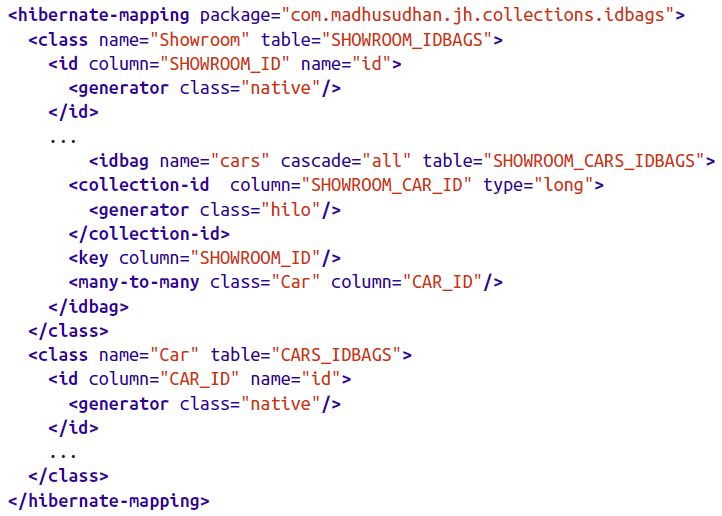 <hibernate-mapping package="com.madhusudhan.jh.collections.idbags">
  <class name="Showroom" table="SHOWROOM_IDBAGS">
    <id column="SHOWROOM_ID" name="id">
      <generator class="native"/>
    </id>
    ...
        <idbag name="cars" cascade="all" table="SHOWROOM_CARS_IDBAGS">
      <collection-id  column="SHOWROOM_CAR_ID" type="long">
        <generator class="hilo"/>
      </collection-id>
      <key column="SHOWROOM_ID"/>
      <many-to-many class="Car" column="CAR_ID"/>
    </idbag>
  </class>
  <class name="Car" table="CARS_IDBAGS">
    <id column="CAR_ID" name="id">
      <generator class="native"/>
    </id>
    ...
  </class>
</hibernate-mapping>